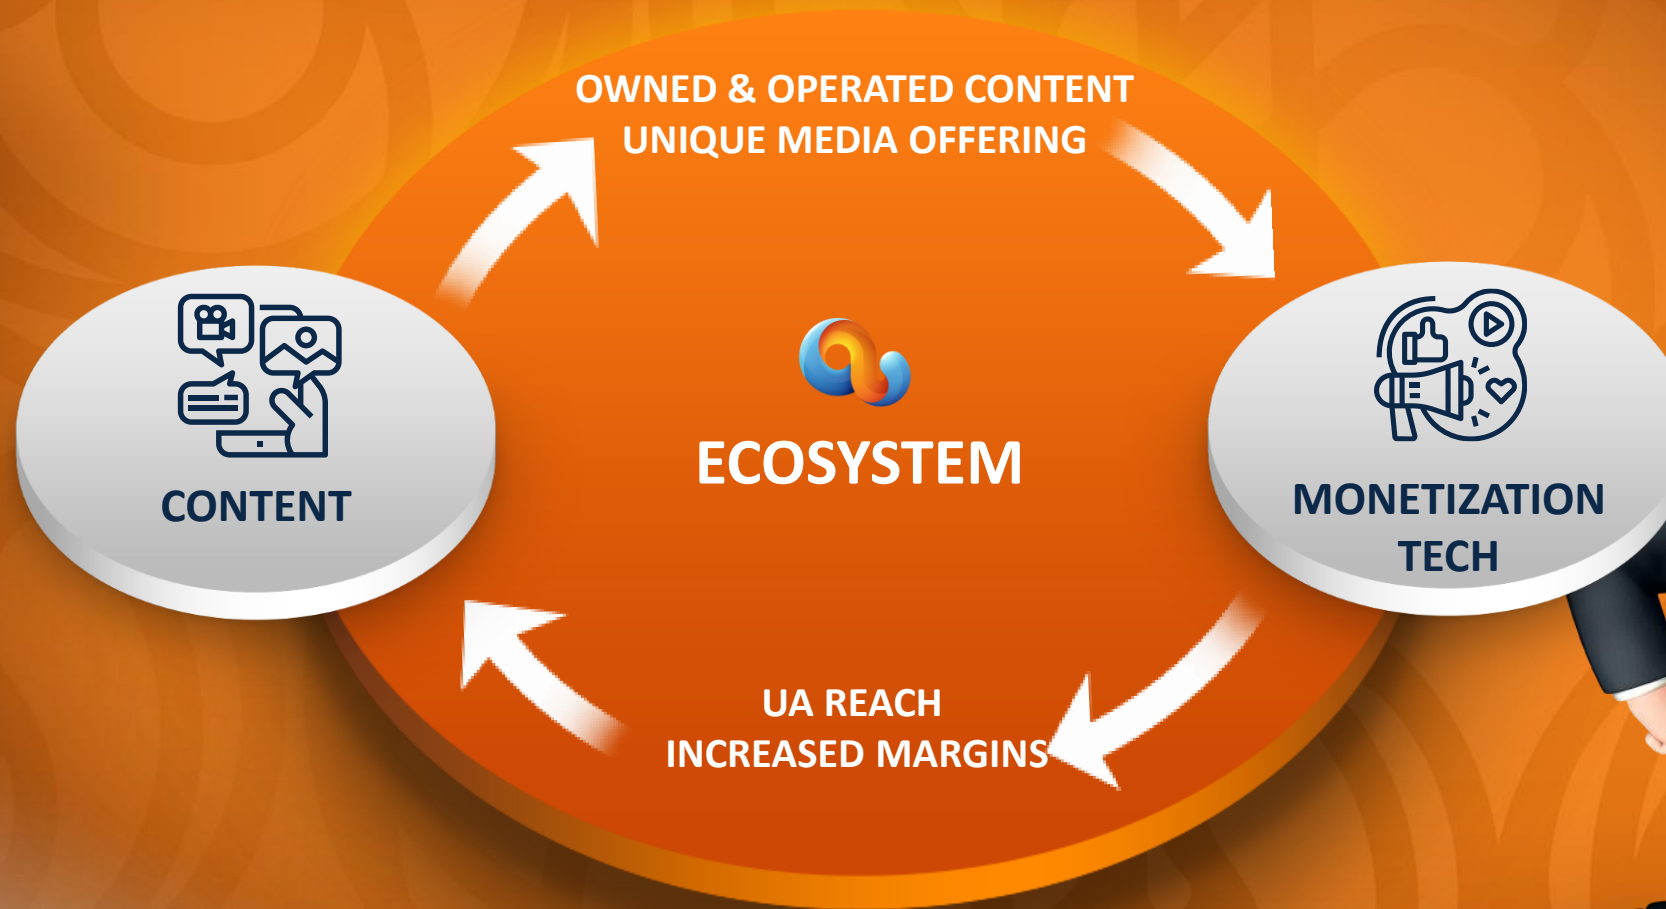 OWNED & OPERATED CONTENT
UNIQUE MEDIA OFFERING
CONTENT
ECOSYSTEM
MONETIZATION
TECH
UA REACH
INCREASED MARGINS